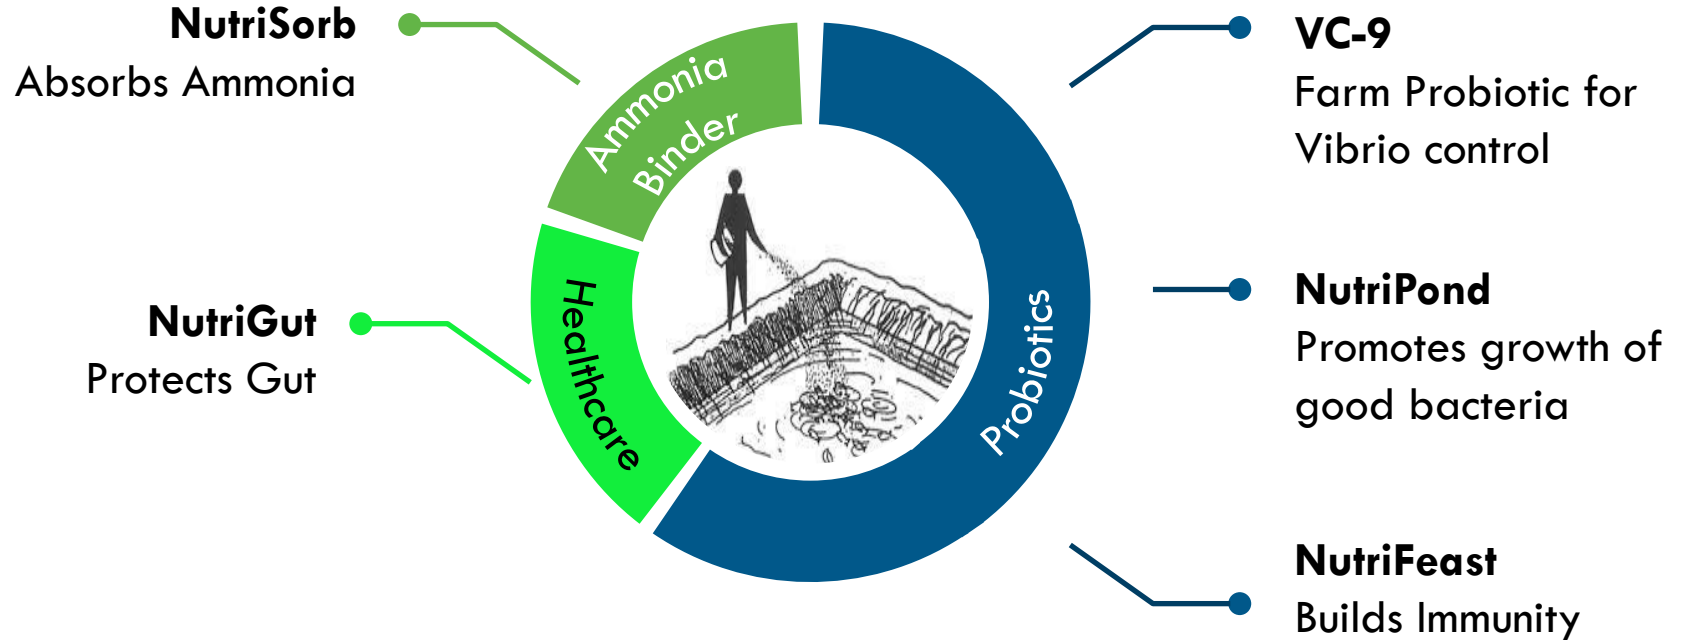 NutriSorb
Absorbs Ammonia
VC-9
Farm Probiotic for
Vibrio control
Ammonia
Binder
Healthcare
Probiotics
NutriGut
Protects Gut
NutriPond
Promotes growth of
good bacteria
NutriFeast
Builds Immunity